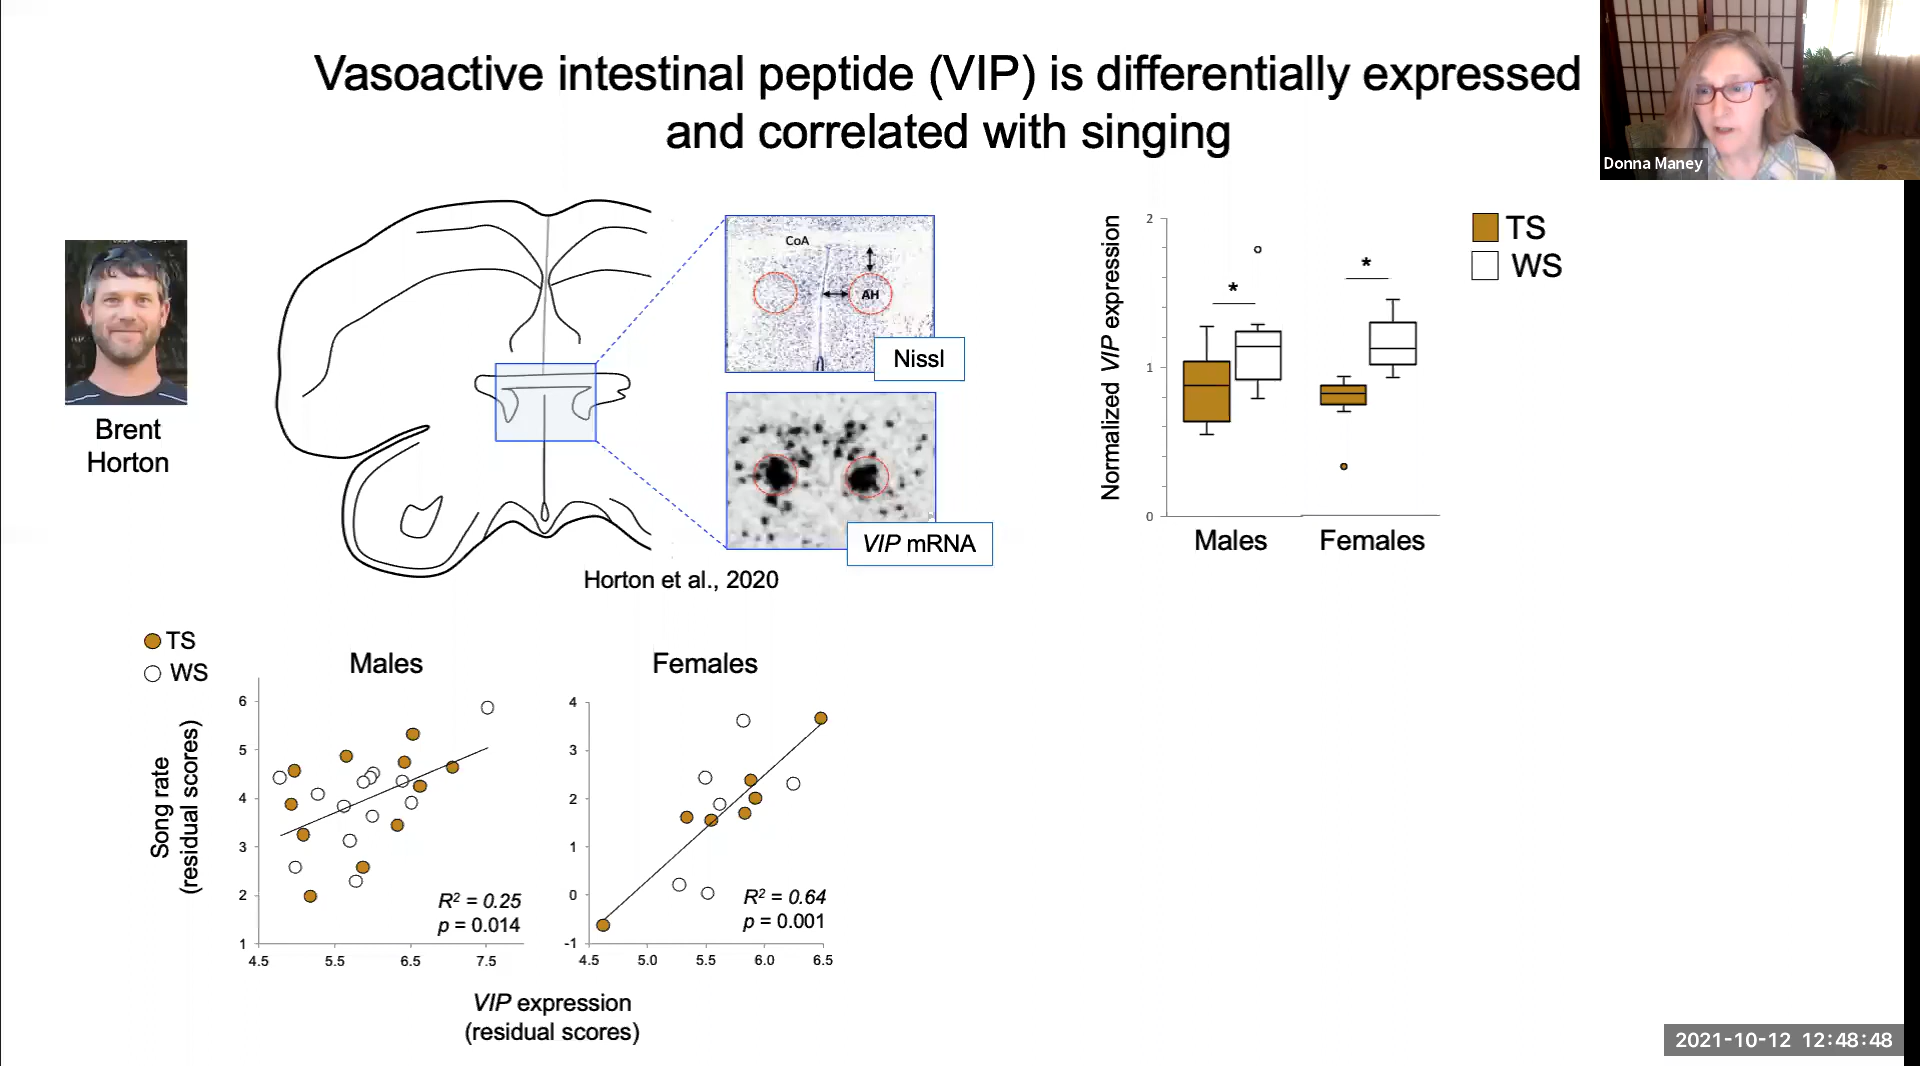 Vasoactive intestinal peptide (VIP) is differentially expressed
and correlated with singing
Donna Maney
Brent
Horton
CoA
AH
Nissl
VIP mRNA
Horton et al., 2020
Normalized VIP expression
2
1
0
*
*
Males
Females
TS
WS
TS
WS
Males
Females
Song rate
(residual scores)
6
5
4
3
2
1
4.5
5.5
6.5
7.5
R² = 0.25
p = 0.014
4
3
2
1
0
-1
4.5
5.0
5.5
6.0
6.5
R² = 0.64
p = 0.001
VIP expression
(residual scores)
2021-10-12 12:48:48